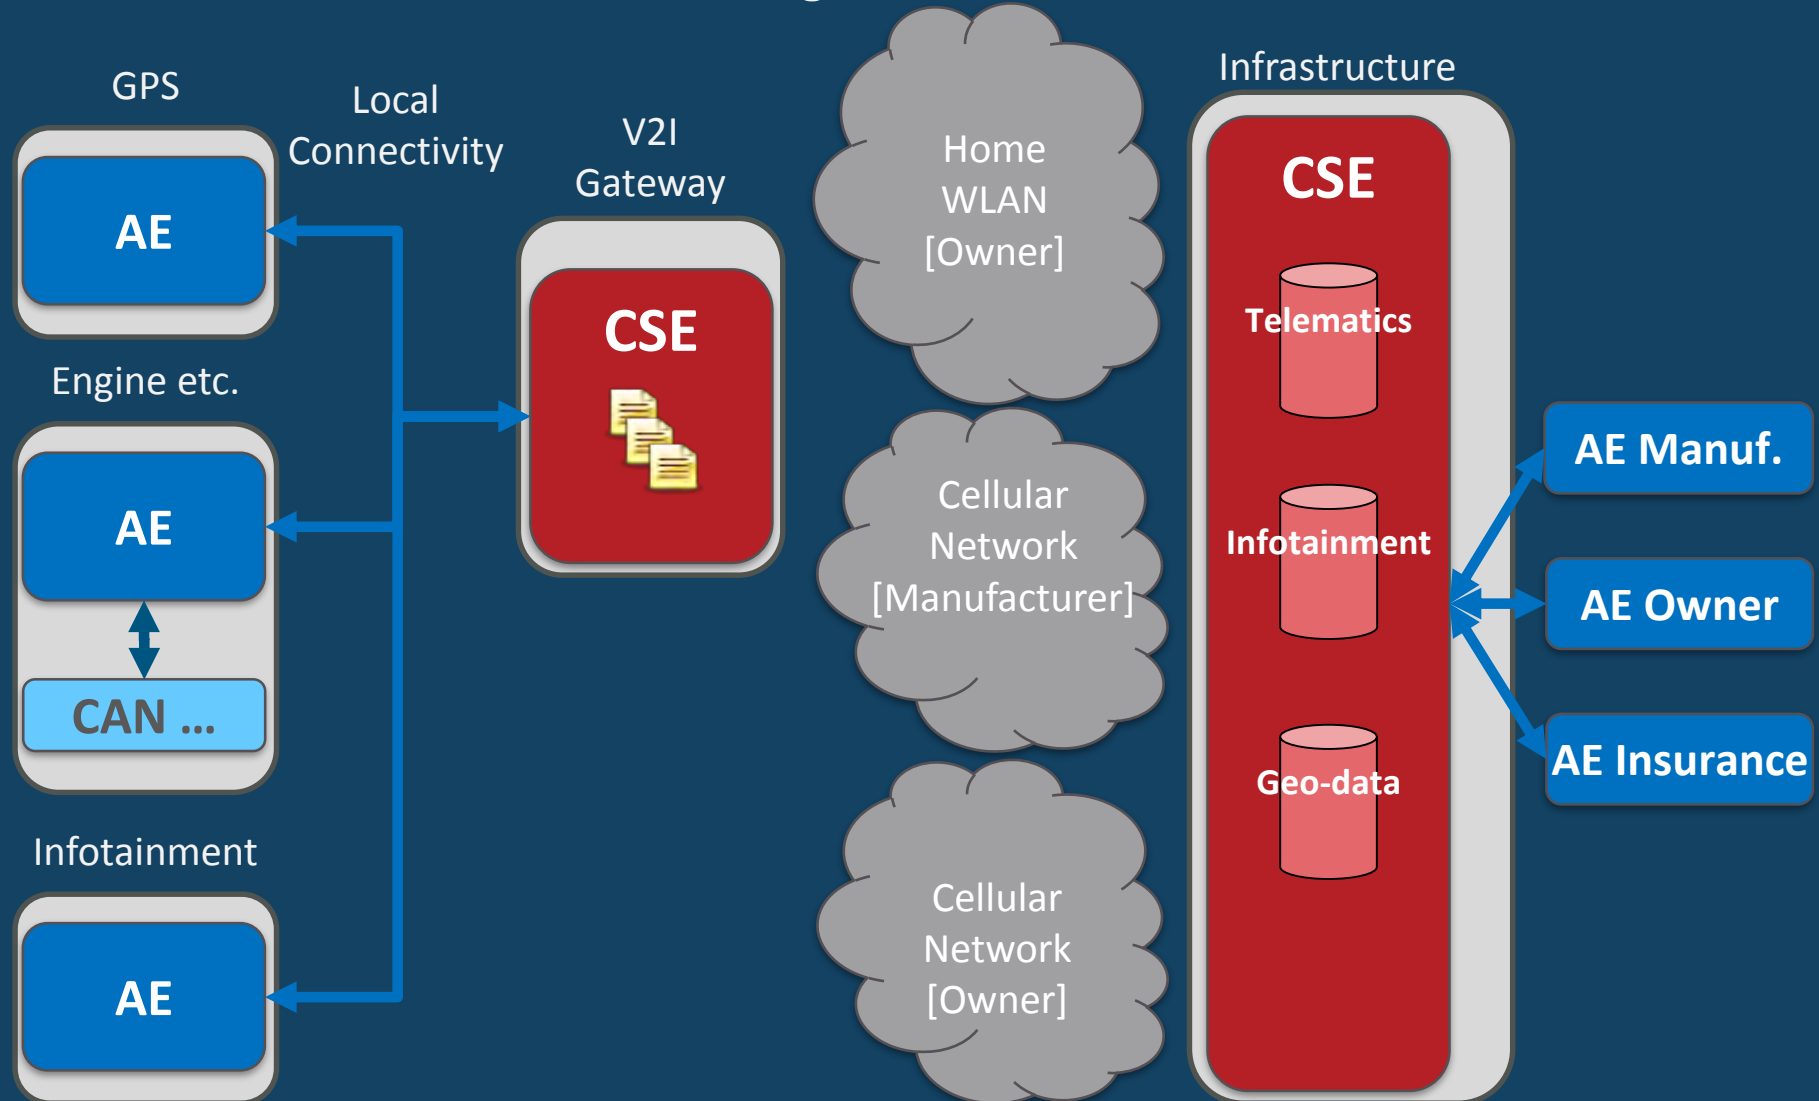 GPS
AE
Local
Connectivity
V2I
Gateway
CSE
Engine etc.
AE
CAN ...
Infotainment
AE
Home
WLAN
[Owner]
Cellular
Network
[Manufacturer]
Cellular
Network
[Owner]
Infrastructure
CSE
Telematics
Infotainment
Geo-data
AE Manuf.
AE Owner
AE Insurance